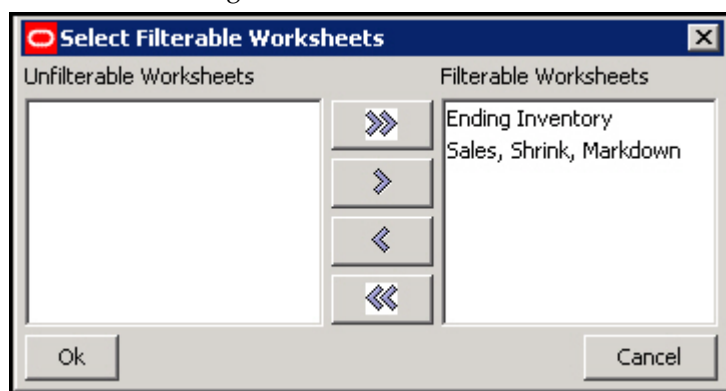 Select Filterable Worksheets
Unfilterable Worksheets
Filterable Worksheets
Ending Inventory
Sales, Shrink, Markdown
Ok
Cancel